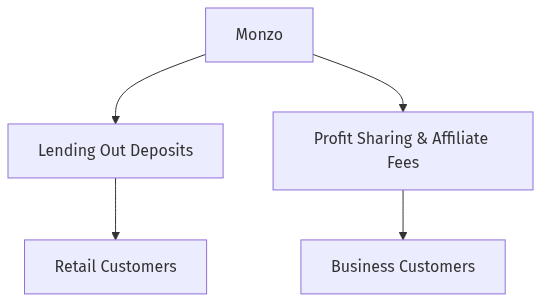 Monzo
Lending Out Deposits
Profit Sharing & Affiliate
Fees
Retail Customers
Business Customers